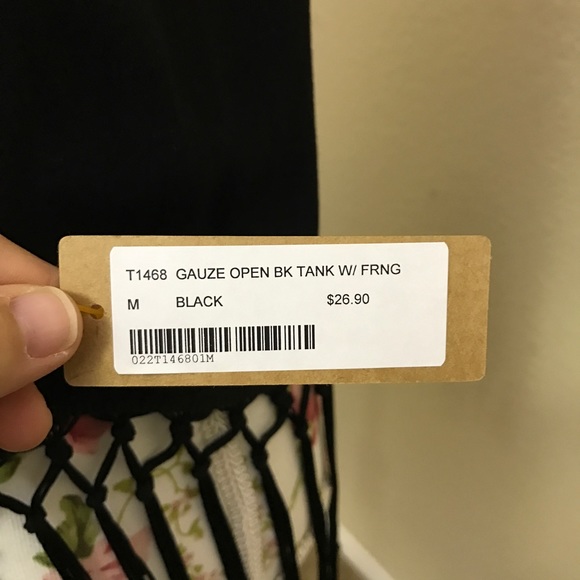 T1468 GAUZE OPEN BK TANK W/ FRNG
M BLACK $26.90
022T146801M